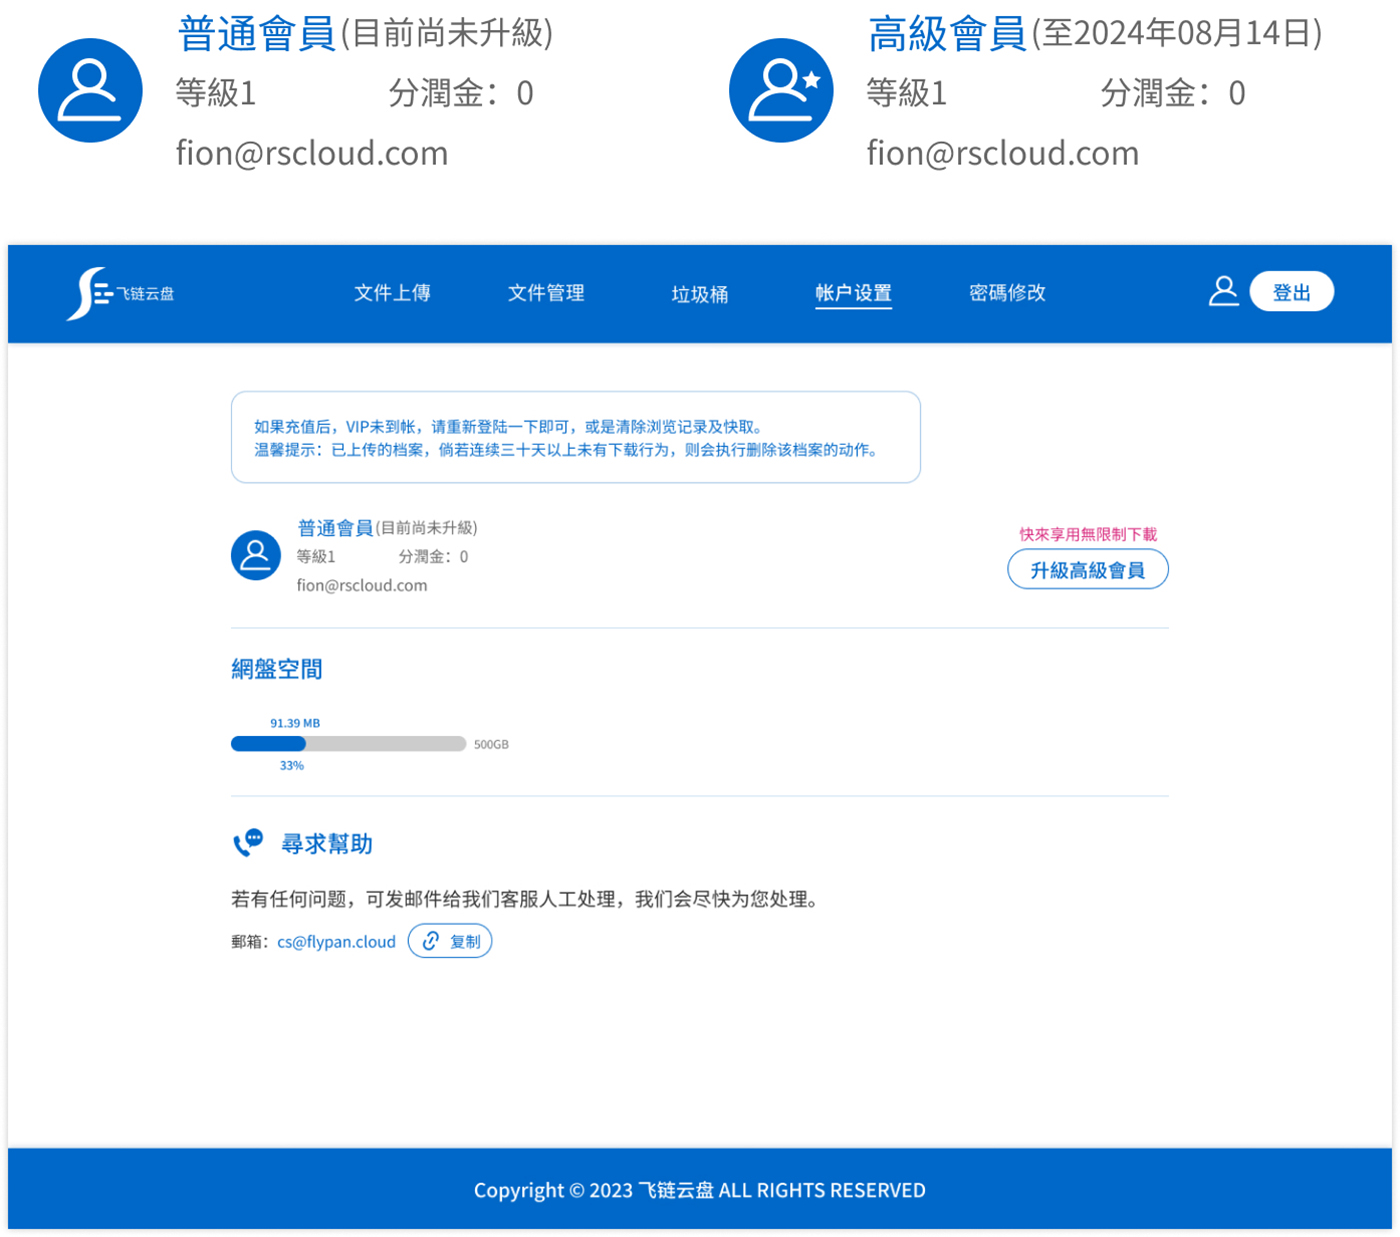 普通會員(目前尚未升級)
等級1 分潤金：0
fion@rscloud.com
高級會員(至2024年08月14日)
等級1 分潤金：0
fion@rscloud.com
飞链云盘 文件上傳 文件管理 垃圾桶 帐户设置 密碼修改 登出
如果充值后，VIP未到帐，请重新登陆一下即可，或是清除浏览记录及快取。
温馨提示：已上传的档案，倘若连续三十天以上未有下载行为，则会执行删除该档案的动作。
普通會員(目前尚未升級)
等級1 分潤金：0
fion@rscloud.com
快來享用無限制下載
升級高級會員
網盤空間
91.39 MB
500GB
33%
尋求幫助
若有任何问题，可发邮件给我们客服人工处理，我们会尽快为您处理。
郵箱：cs@flypan.cloud 复制
Copyright © 2023 飞链云盘 ALL RIGHTS RESERVED